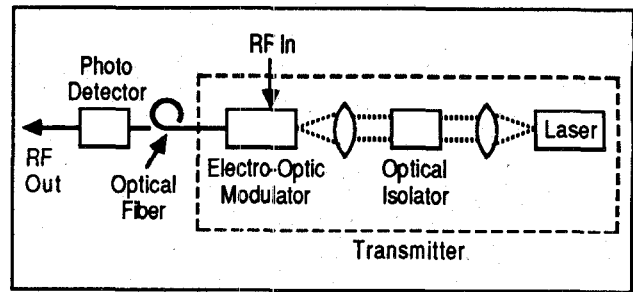 RF In
Photo
Detector
Laser
RF
Out
Optical
Fiber
Electro-Optic
Modulator
Optical
Isolator
Transmitter